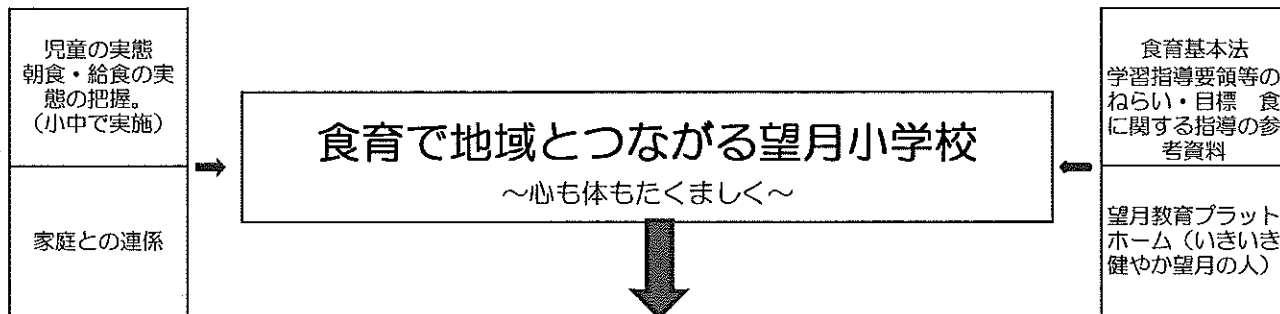 児童の実態
朝食・給食の実
態の把握。
（小中で実施）
家庭との連係
食育で地域とつながる望月小学校
～心も体もたくましく～
食育基本法
学習指導要領等の
ねらい・目標　食
に関する指導の参
考資料
望月教育プラット
ホーム（いきいき
健やか望月の人）